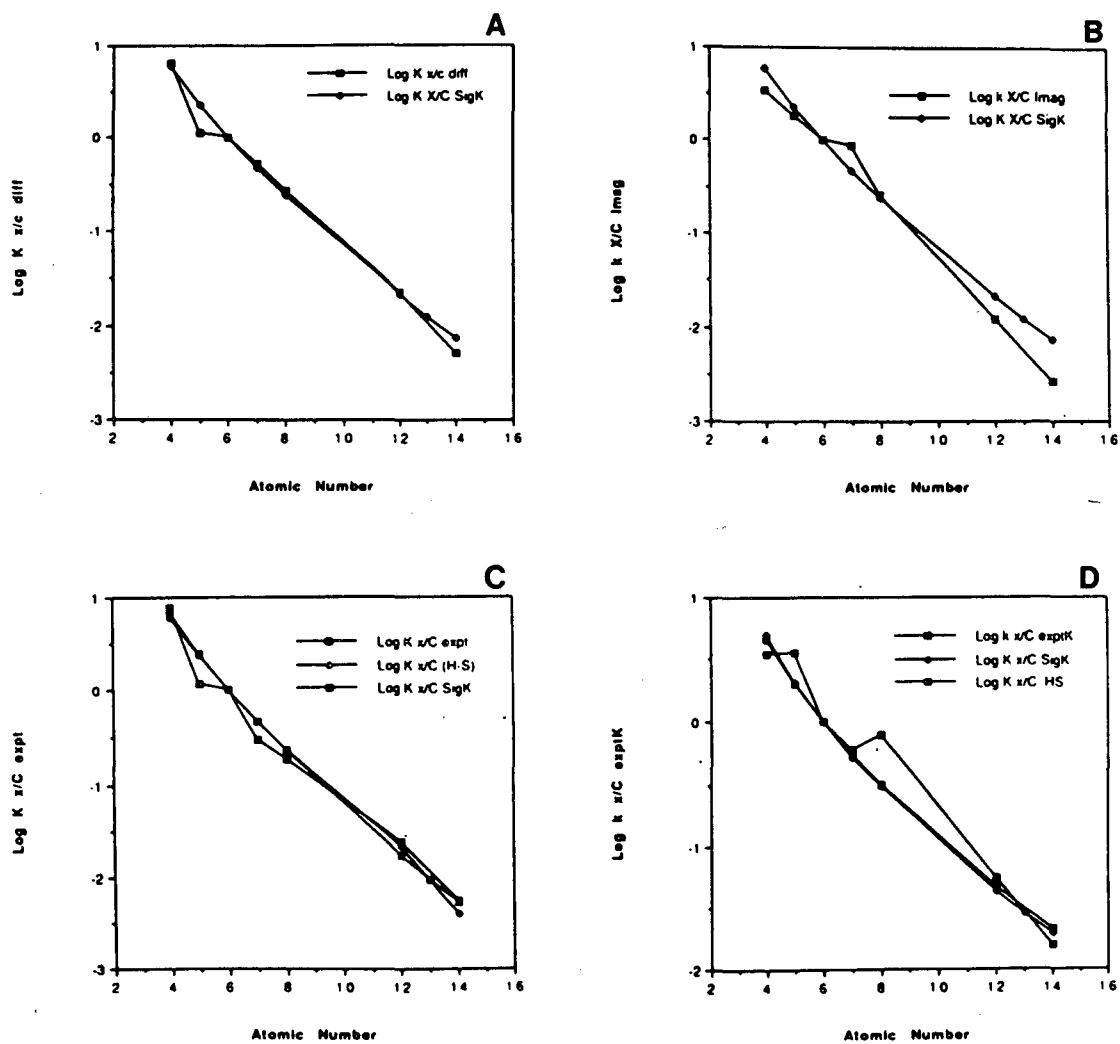 A
1
0
-1
-2
-3
2 4 6 8 10 12 14 16
Log K x/c diff
Log K X/C SigK
Log K x/c diff
Atomic Number
B
1
0
-1
-2
-3
2 4 6 8 10 12 14 16
Log k X/C Imag
Log K X/C SigK
Log k X/C Imag
Atomic Number
C
1
0
-1
-2
-3
2 4 6 8 10 12 14 16
Log K x/C expt
Log K x/C (H-S)
Log K x/C SigK
Log K x/C expt
Atomic Number
D
1
0
-1
-2
2 4 6 8 10 12 14 16
Log k x/C exptK
Log K x/C SigK
Log K x/C HS
Log k x/C exptK
Atomic Number